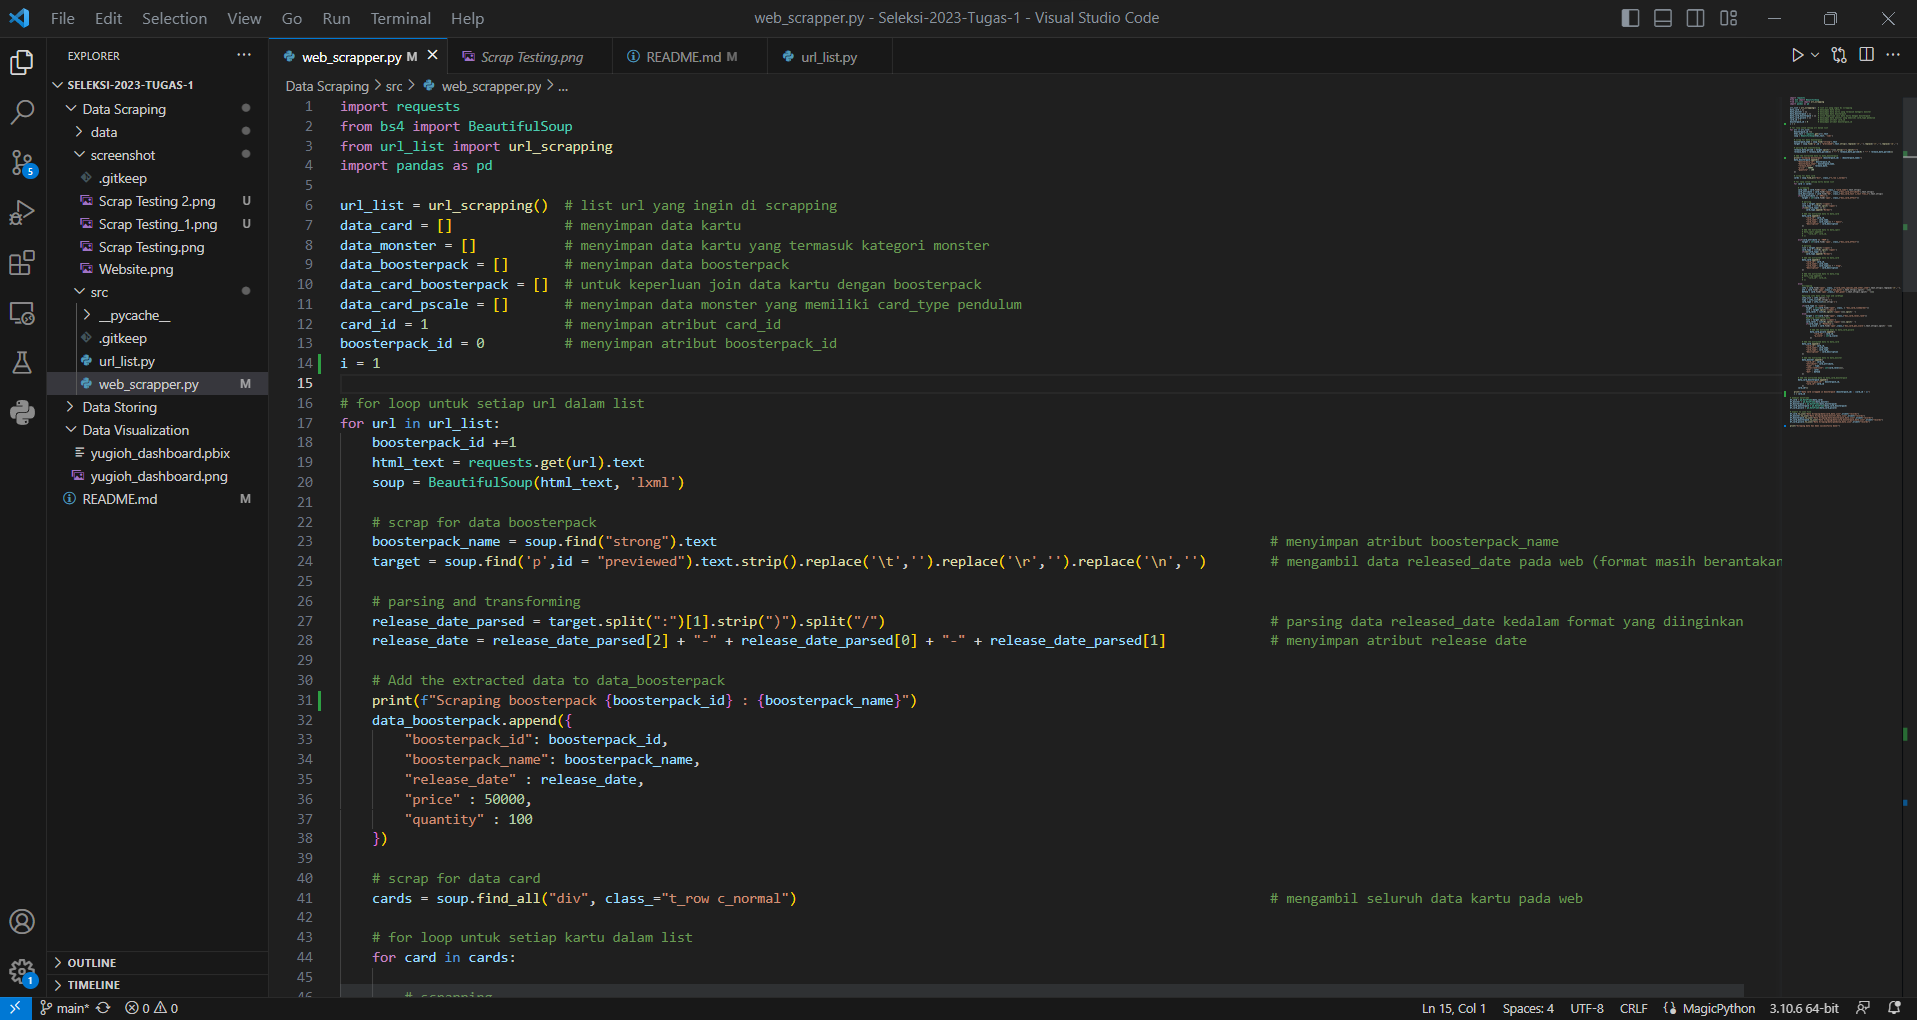 File Edit Selection View Go Run Terminal Help
web_scrapper.py - Seleksi-2023-Tugas-1 - Visual Studio Code
EXPLORER
SELEKSI-2023-TUGAS-1
Data Scraping
data
screenshot
.gitkeep
Scrap Testing 2.png U
Scrap Testing_1.png U
Scrap Testing.png
Website.png
src
__pycache__
.gitkeep
url_list.py
web_scrapper.py M
Data Storing
Data Visualization
yugioh_dashboard.pbix
yugioh_dashboard.png
README.md M
OUTLINE
TIMELINE
5
1
web_scrapper.py M
Scrap Testing.png
README.md M
url_list.py
Data Scraping > src > web_scrapper.py > ...
1 import requests
2 from bs4 import BeautifulSoup
3 from url_list import url_scrapping
4 import pandas as pd
5
6 url_list = url_scrapping()  # list url yang ingin di scrapping
7 data_card = []              # menyimpan data kartu
8 data_monster = []           # menyimpan data kartu yang termasuk kategori monster
9 data_boosterpack = []       # menyimpan data boosterpack
10 data_card_boosterpack = []  # untuk keperluan join data kartu dengan boosterpack
11 data_card_pscale = []       # menyimpan data monster yang memiliki card_type pendulum
12 card_id = 1                 # menyimpan atribut card_id
13 boosterpack_id = 0          # menyimpan atribut boosterpack_id
14 i = 1
15
16 # for loop untuk setiap url dalam list
17 for url in url_list:
18     boosterpack_id +=1
19     html_text = requests.get(url).text
20     soup = BeautifulSoup(html_text, 'lxml')
21
22     # scrap for data boosterpack
23     boosterpack_name = soup.find("strong").text # menyimpan atribut boosterpack_name
24     target = soup.find('p',id = "previewed").text.strip().replace('\t','').replace('\r','').replace('\n','') # mengambil data released_date pada web (format masih berantakan
25
26     # parsing and transforming
27     release_date_parsed = target.split(":")[1].strip(")").split("/") # parsing data released_date kedalam format yang diinginkan
28     release_date = release_date_parsed[2] + "-" + release_date_parsed[0] + "-" + release_date_parsed[1] # menyimpan atribut release date
29
30     # Add the extracted data to data_boosterpack
31     print(f"Scraping boosterpack {boosterpack_id} : {boosterpack_name}")
32     data_boosterpack.append({
33         "boosterpack_id": boosterpack_id,
34         "boosterpack_name": boosterpack_name,
35         "release_date" : release_date,
36         "price" : 50000,
37         "quantity" : 100
38     })
39
40     # scrap for data card
41     cards = soup.find_all("div", class_="t_row c_normal") # mengambil seluruh data kartu pada web
42
43     # for loop untuk setiap kartu dalam list
44     for card in cards:
45
46         # scrapping
main* 0 0
Ln 15, Col 1 Spaces: 4 UTF-8 CRLF MagicPython 3.10.6 64-bit